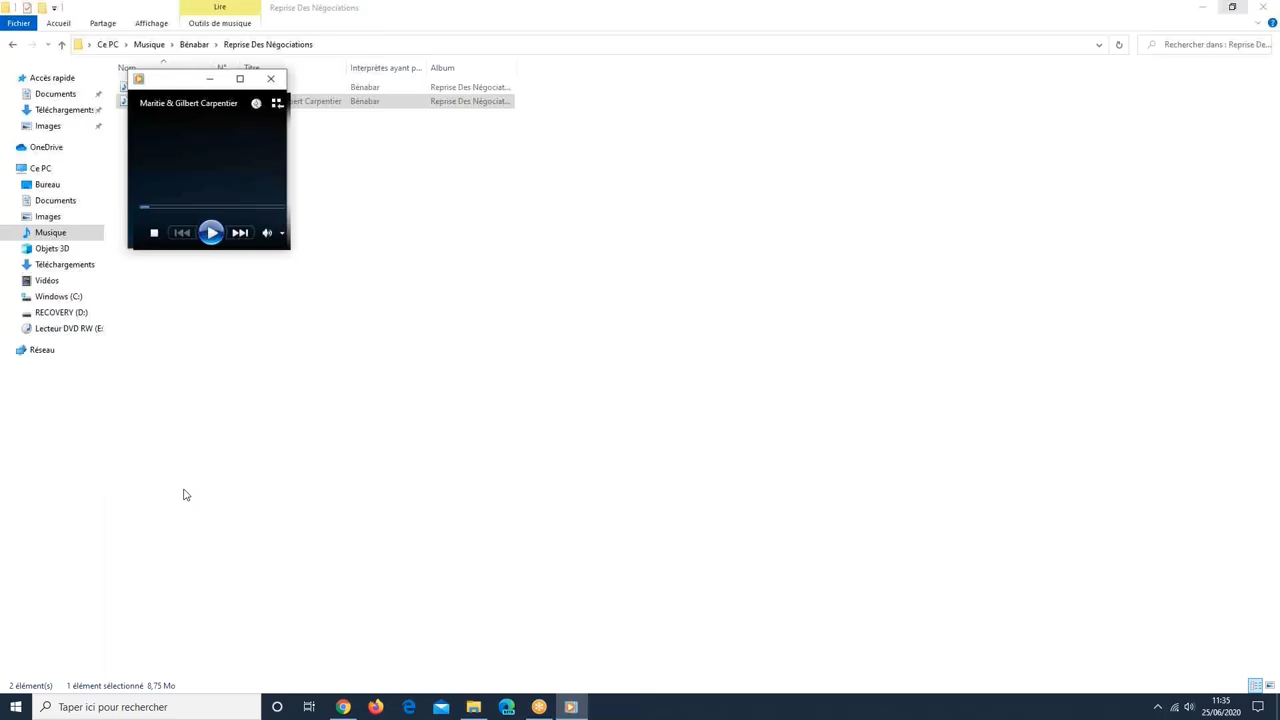 Lire
Reprise Des Négociations
Fichier
Accueil
Partage
Affichage
Outils de musique
Ce PC
Musique
Bénabar
Reprise Des Négociations
Rechercher dans : Reprise De...
Nom
N°
Titre
Interprètes ayant p...
Album
Bénabar
Reprise Des Négociat...
bert Carpentier
Bénabar
Reprise Des Négociat...
Maritie & Gilbert Carpentier
Accès rapide
Documents
Téléchargements
Images
OneDrive
Ce PC
Bureau
Documents
Images
Musique
Objets 3D
Téléchargements
Vidéos
Windows (C:)
RECOVERY (D:)
Lecteur DVD RW (E:
Réseau
2 élément(s)
1 élément sélectionné 8,75 Mo
Taper ici pour rechercher
11:35
25/06/2020